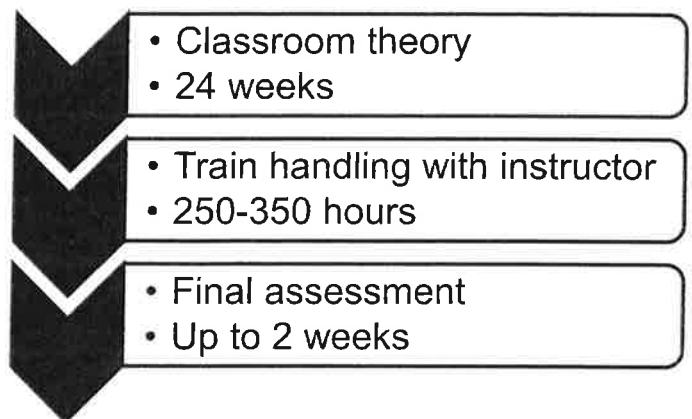 • Classroom theory
• 24 weeks
• Train handling with instructor
• 250-350 hours
• Final assessment
• Up to 2 weeks